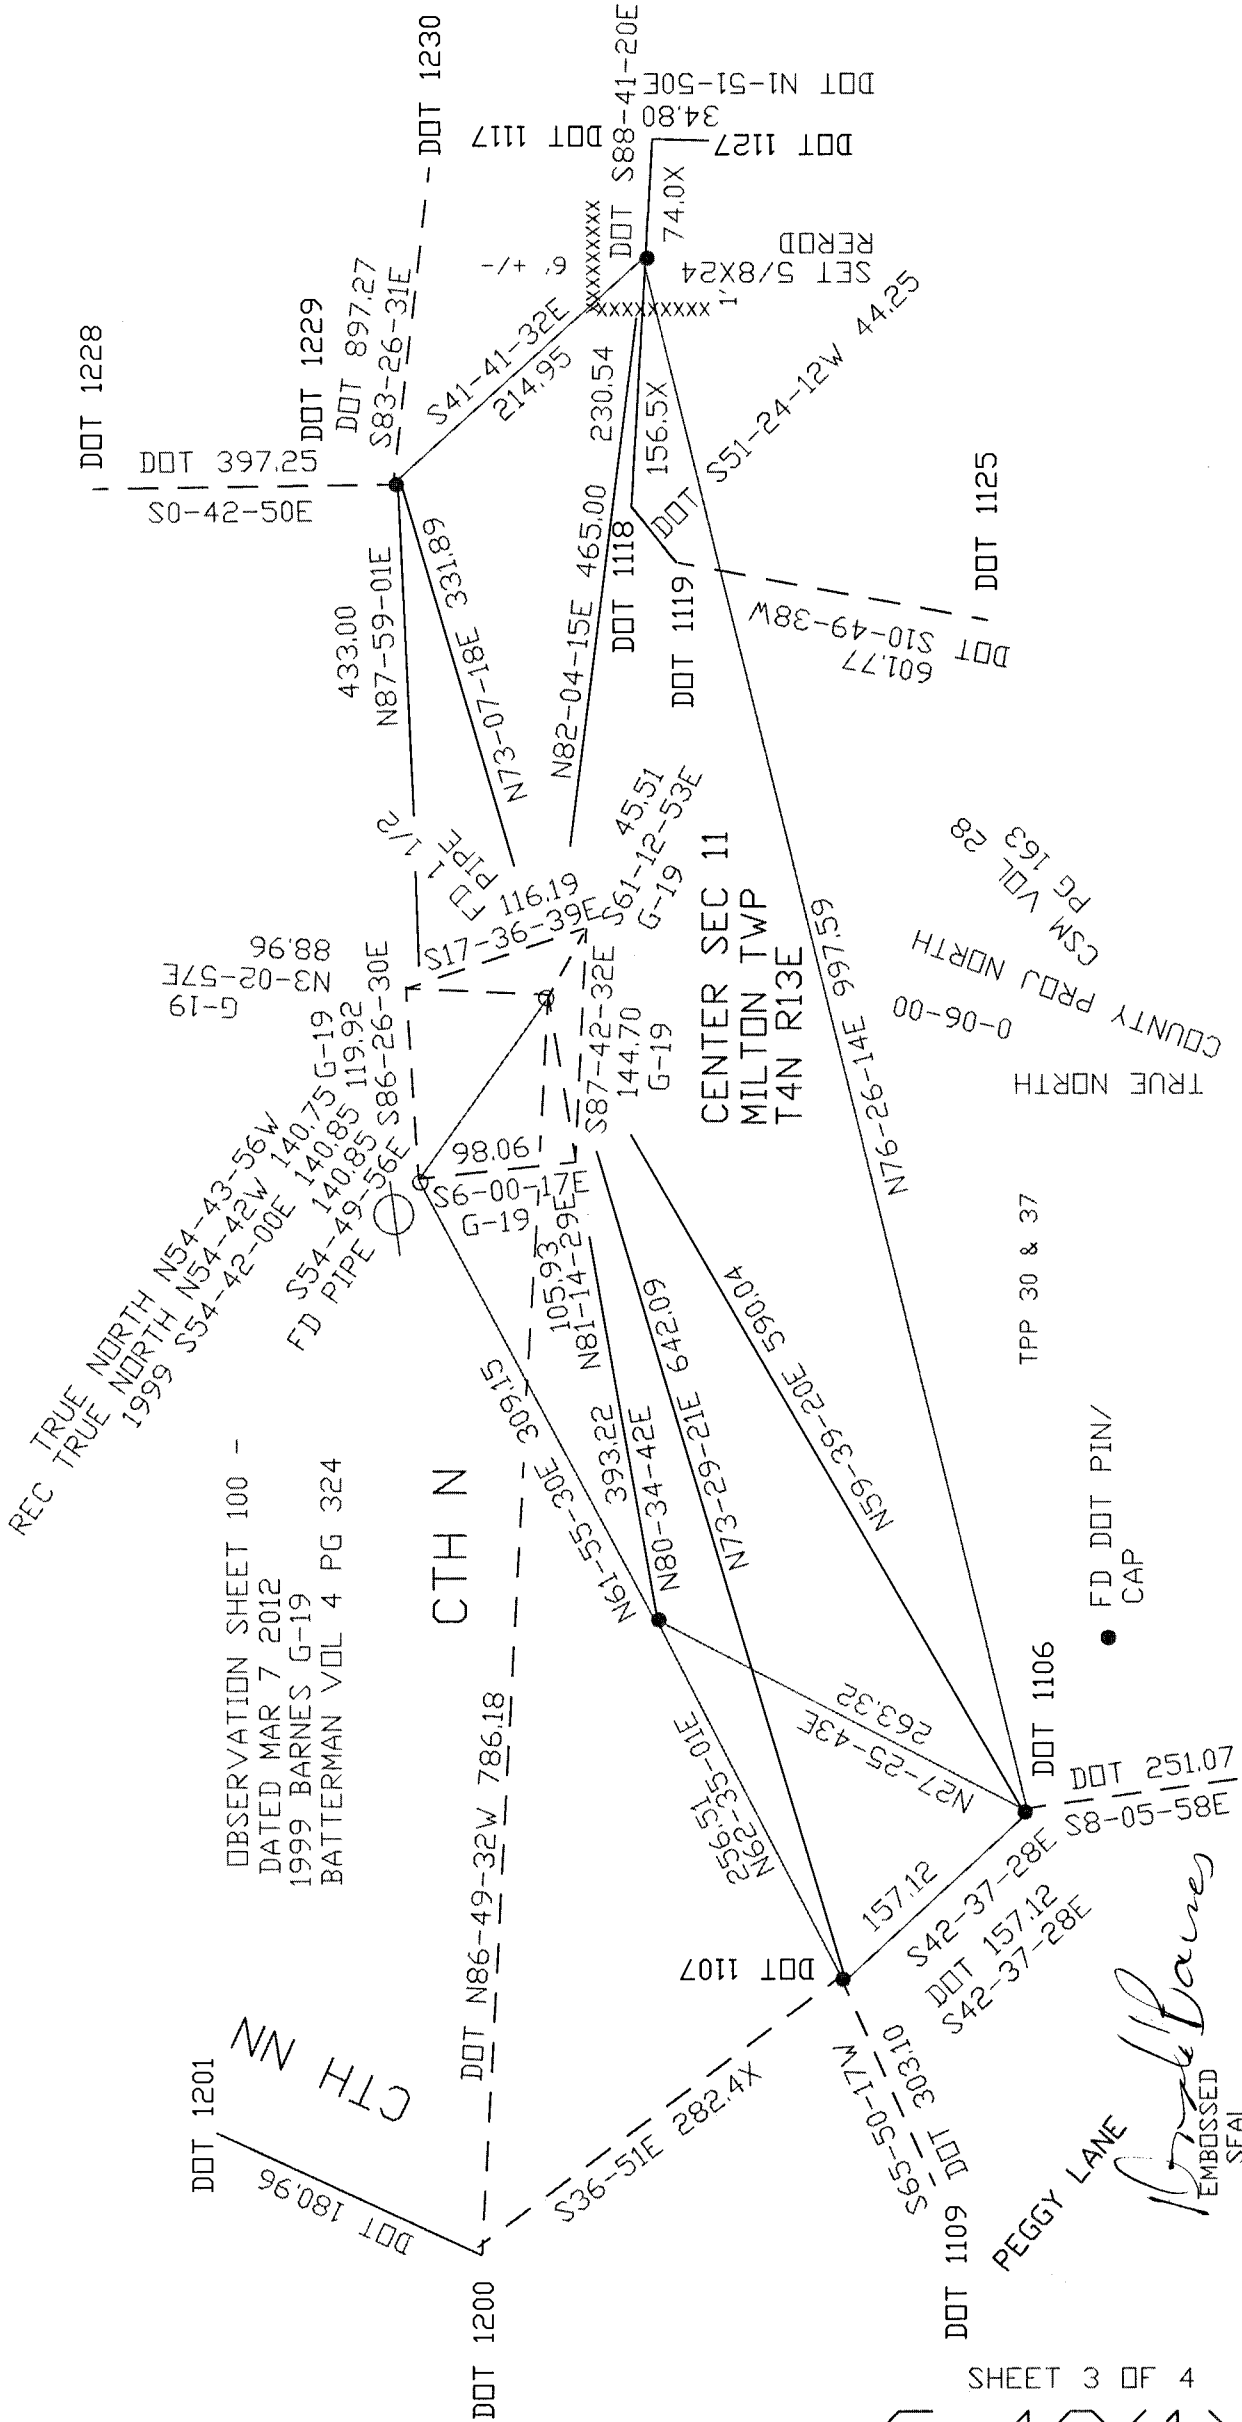 DOT 1228
DOT 397.25
S0-42-50E
DOT 1229
DOT 897.27
S83-26-31E
DOT 1230
DOT 1117
DOT S88-41-20E
DOT N1-51-50E
34.80
DOT 1127
74.0X
SET 5/8X24
REROD
6' +/-
XXXXXXXXXX
XXXXXXXXXX
1'
S41-41-32E
214.95
433.00
N87-59-01E
N73-07-18E 331.89
N82-04-15E 465.00
230.54
156.5X
DOT 1118
DOT S51-24-12W 44.25
DOT 1119
DOT
S10-49-38W
601.77
DOT 1125
FD 1 1/2
PIPE
116.19
S17-36-39E
S61-12-53E
45.51
G-19
G-19
N3-02-57E
88.96
S86-26-30E
119.92
G-19
TRUE NORTH N54-43-56W
140.75
REC TRUE NORTH N54-42W
140.85
1999 S54-42-00E
140.85
S54-49-56E
FD PIPE
98.06
S6-00-17E
G-19
S87-42-32E
144.70
G-19
105.93
N81-14-29E
CENTER SEC 11
MILTON TWP
T4N R13E
CSM VOL 28
PG 163
COUNTY PROJ NORTH
0-06-00
TRUE NORTH
N76-26-14E 997.59
N61-55-30E 309.15
393.22
N80-34-42E
N73-29-21E 642.09
N59-39-20E 590.04
TPP 30 & 37
OBSERVATION SHEET 100 -
DATED MAR 7 2012
1999 BARNES G-19
BATTERMAN VOL 4 PG 324
CTH N
DOT N86-49-32W 786.18
256.51
N62-35-01E
N27-25-43E
263.32
FD DOT PIN/
CAP
DOT 1106
DOT 251.07
S8-05-58E
157.12
S42-37-28E
DOT 157.12
S42-37-28E
DOT 1107
CTH NN
DOT 1201
DOT 180.96
DOT 1200
S36-51E 282.4X
S65-50-17W
DOT 303.10
DOT 1109
PEGGY LANE
EMBOSSED
SEAL
SHEET 3 OF 4